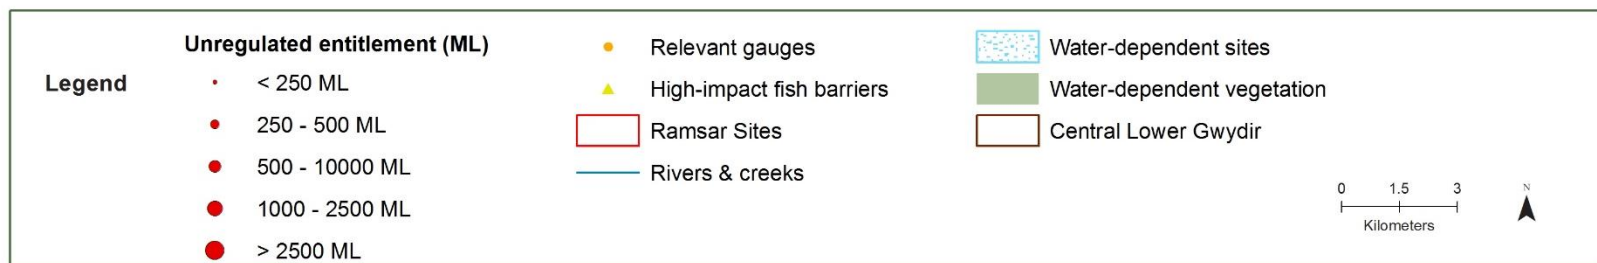 Legend
Unregulated entitlement (ML)
< 250 ML
250 - 500 ML
500 - 10000 ML
1000 - 2500 ML
> 2500 ML
Relevant gauges
High-impact fish barriers
Ramsar Sites
Rivers & creeks
Water-dependent sites
Water-dependent vegetation
Central Lower Gwydir
0 1.5 3
Kilometers
N